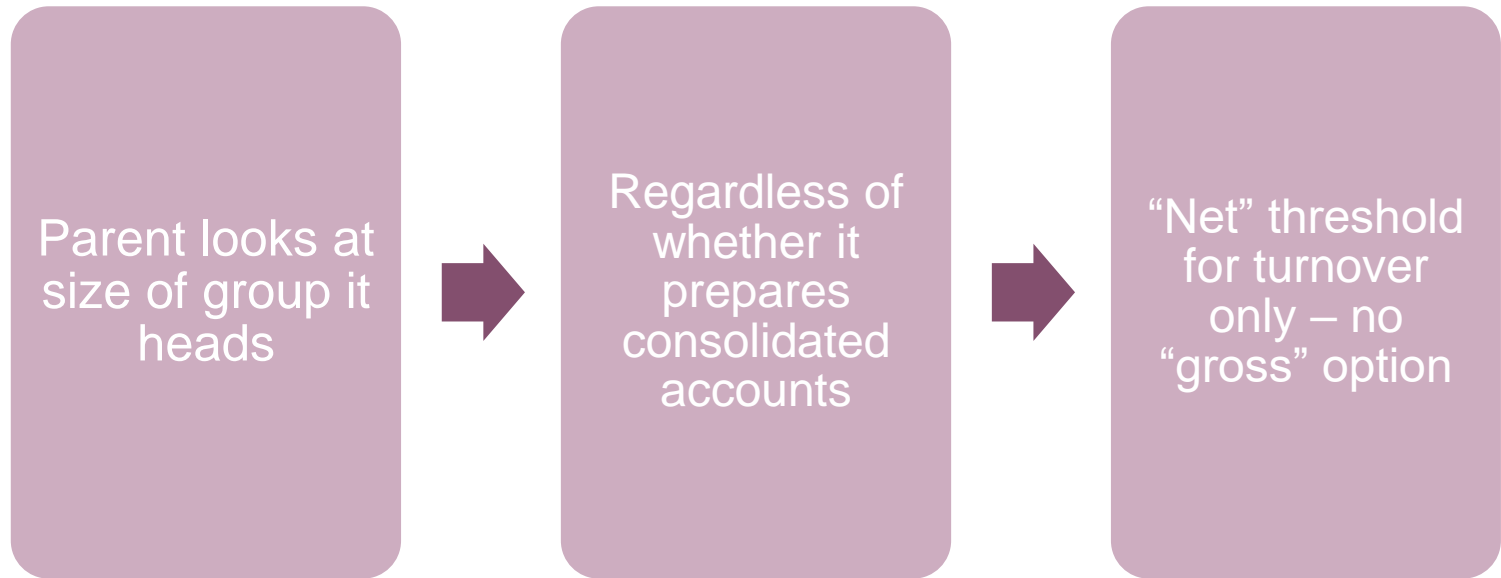 Parent looks at
size of group it
heads
Regardless of
whether it
prepares
consolidated
accounts
“Net” threshold
for turnover
only – no
“gross” option